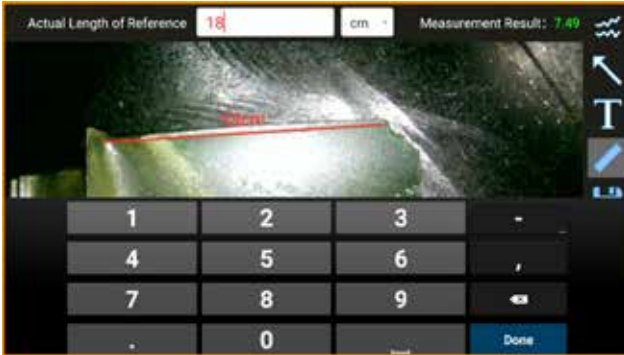 Actual Length of Reference 18 cm Measurement Result: 7.49
T
1 2 3 -
4 5 6 ,
7 8 9
. 0 Done